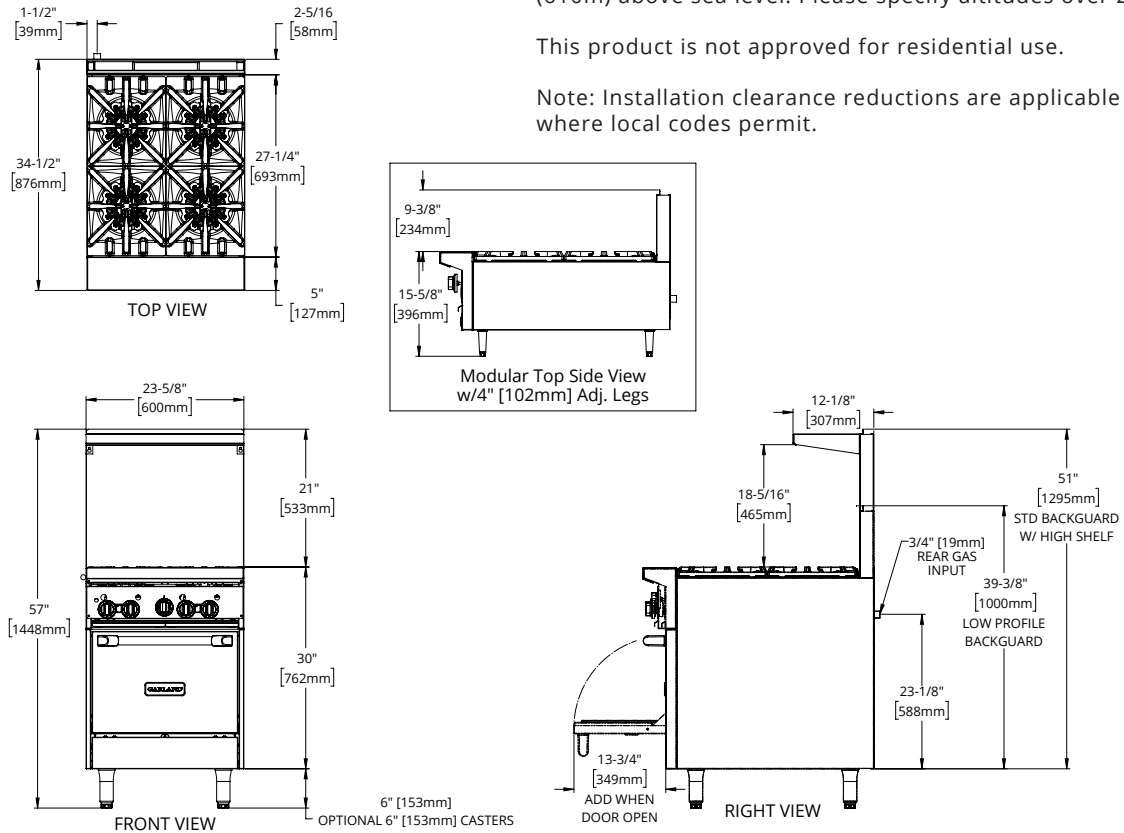 (610m) above sea level. Please specify altitudes over 2
This product is not approved for residential use.
Note: Installation clearance reductions are applicable
where local codes permit.
1-1/2"
[39mm]
2-5/16
[58mm]
34-1/2"
[876mm]
27-1/4"
[693mm]
5"
[127mm]
TOP VIEW
9-3/8"
[234mm]
15-5/8"
[396mm]
Modular Top Side View
w/4" [102mm] Adj. Legs
23-5/8"
[600mm]
21"
[533mm]
57"
[1448mm]
30"
[762mm]
GARLAND
6" [153mm]
OPTIONAL 6" [153mm] CASTERS
FRONT VIEW
12-1/8"
[307mm]
18-5/16"
[465mm]
51"
[1295mm]
STD BACKGUARD
W/ HIGH SHELF
3/4" [19mm]
REAR GAS
INPUT
39-3/8"
[1000mm]
LOW PROFILE
BACKGUARD
23-1/8"
[588mm]
13-3/4"
[349mm]
ADD WHEN
DOOR OPEN
RIGHT VIEW